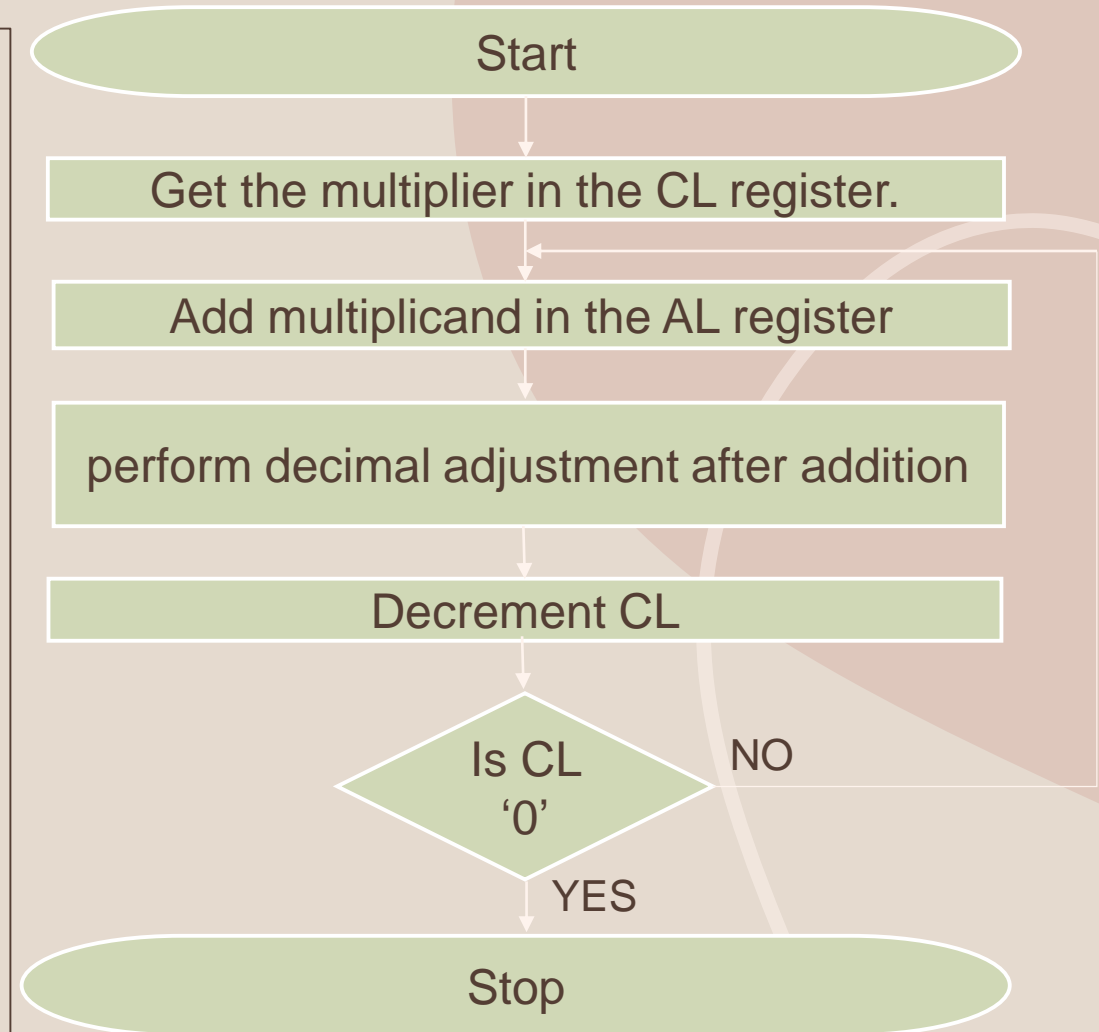 Start
Get the multiplier in the CL register.
Add multiplicand in the AL register
perform decimal adjustment after addition
Decrement CL
Is CL
‘0’
NO
YES
Stop